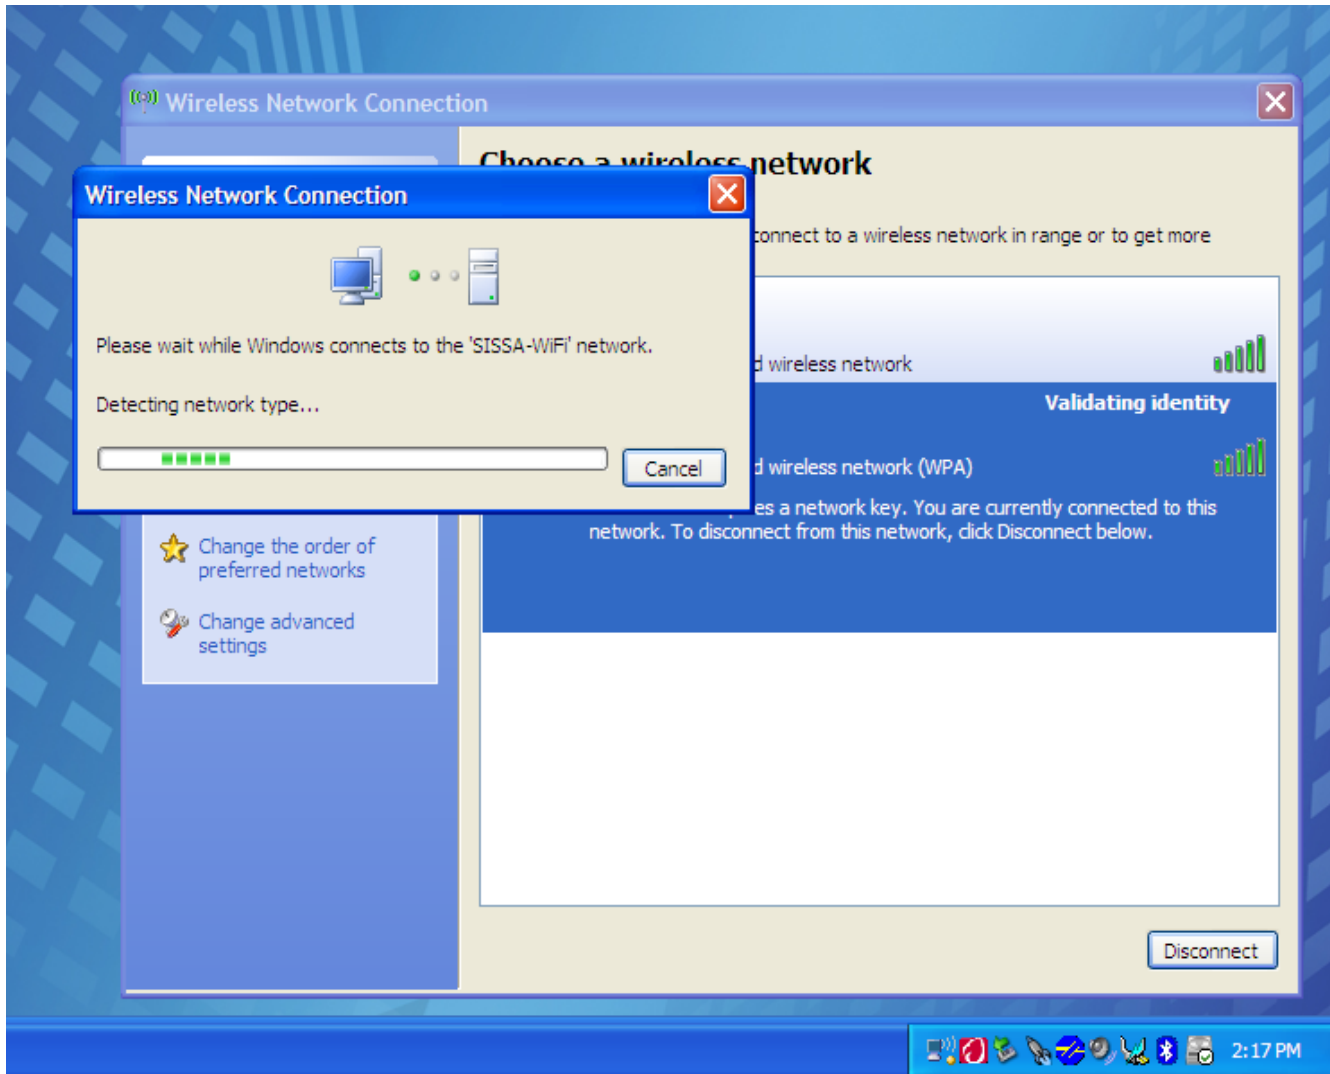 Wireless Network Connection
Choose a wireless network
Wireless Network Connection
connect to a wireless network in range or to get more
Please wait while Windows connects to the 'SISSA-WiFi' network.
wireless network
Detecting network type...
Validating identity
Cancel
wireless network (WPA)
a network key. You are currently connected to this
network. To disconnect from this network, click Disconnect below.
Change the order of
preferred networks
Change advanced
settings
Disconnect
2:17 PM